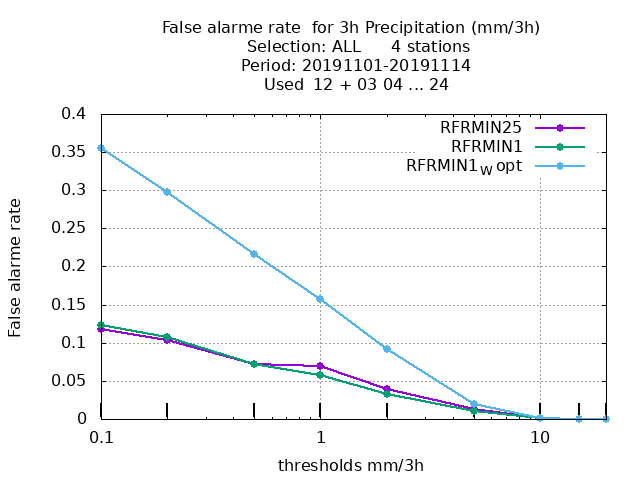 False alarme rate  for 3h Precipitation (mm/3h)
Selection: ALL      4 stations
Period: 20191101-20191114
Used  12 + 03 04 ... 24
RFRMIN25
RFRMIN1
RFRMIN1W opt
0.4
0.35
0.3
0.25
0.2
0.15
0.1
0.05
0
False alarme rate
0.1
1
10
thresholds mm/3h